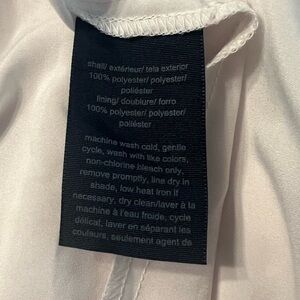 shell/ extérieur/ tela exterior
100% polyester/ polyester/
poliéster
lining/ doublure/ forro
100% polyester/ polyester/
poliéster
machine wash cold, gentle
cycle, wash with like colors,
non-chlorine bleach only,
remove promptly, line dry in
shade, low heat iron if
necessary, dry clean/laver à la
machine à l'eau froide, cycle
délicat, laver en séparant les
couleurs, seulement agent de